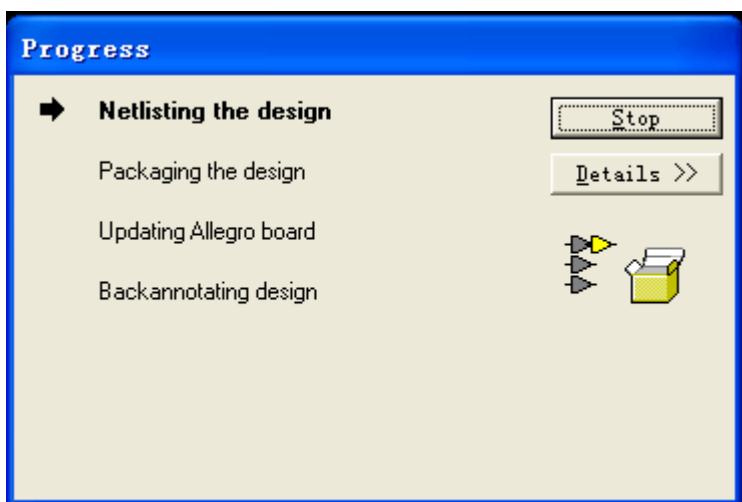 Progress
Netlisting the design
Stop
Packaging the design
Details >>
Updating Allegro board
Backannotating design